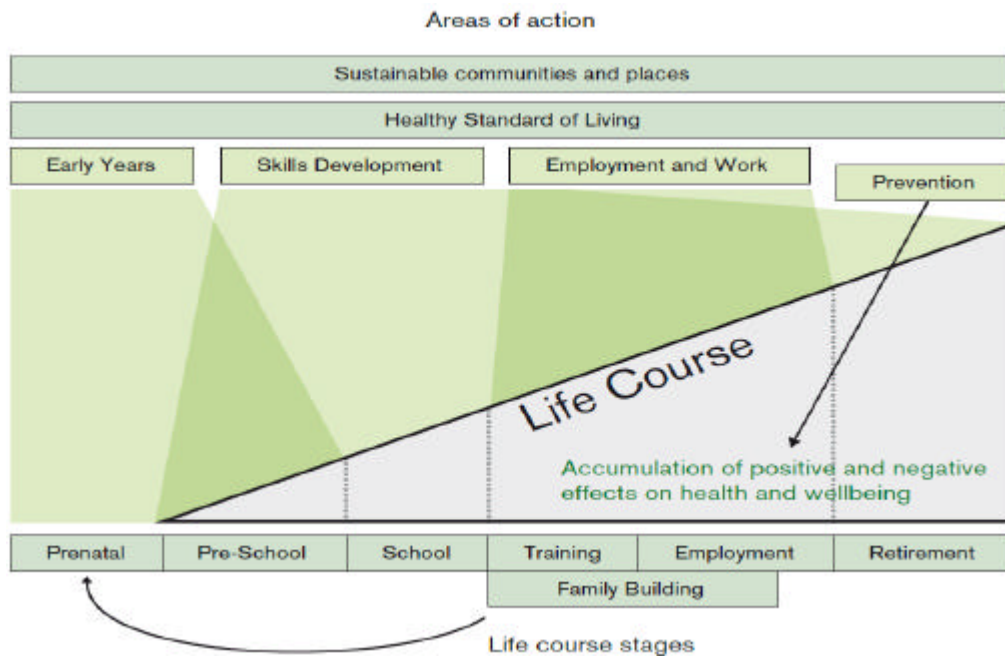 Areas of action
Sustainable communities and places
Healthy Standard of Living
Early Years
Skills Development
Employment and Work
Prevention
Life Course
Accumulation of positive and negative
effects on health and wellbeing
Prenatal
Pre-School
School
Training
Employment
Retirement
Family Building
Life course stages